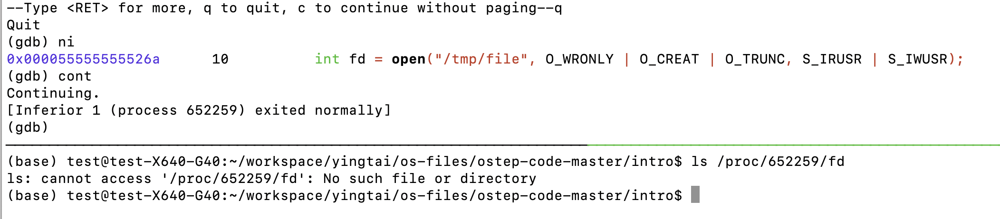 --Type <RET> for more, q to quit, c to continue without paging--q
Quit
(gdb) ni
0x000055555555526a      10          int fd = open("/tmp/file", O_WRONLY | O_CREAT | O_TRUNC, S_IRUSR | S_IWUSR);
(gdb) cont
Continuing.
[Inferior 1 (process 652259) exited normally]
(gdb)
(base) test@test-X640-G40:~/workspace/yingtai/os-files/ostep-code-master/intro$ ls /proc/652259/fd
ls: cannot access '/proc/652259/fd': No such file or directory
(base) test@test-X640-G40:~/workspace/yingtai/os-files/ostep-code-master/intro$